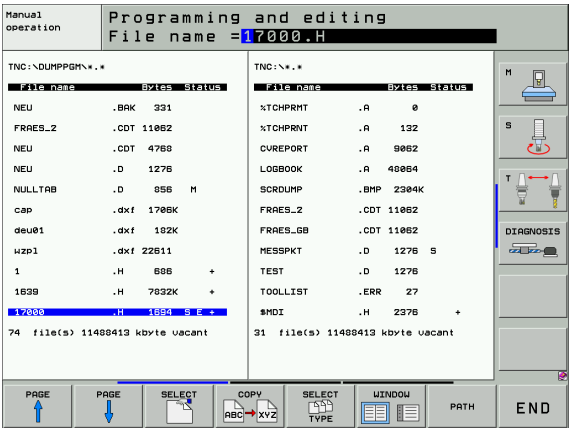 Manual
operation
Programming and editing
File name =17000.H
TNC:\DUMPPGM\*.*
File name Bytes Status
NEU .BAK 331
FRAES_2 .CDT 11062
NEU .CDT 4768
NEU .D 1276
NULLTAB .D 856 M
cap .dxf 1706K
deu01 .dxf 182K
wzpl .dxf 22611
1 .H 686 +
1639 .H 7832K +
17000 .H 1694 S E +
74 file(s) 11488413 kbyte vacant
TNC:\*.*
File name Bytes Status
%TCHPRMT .A 0
%TCHPRNT .A 132
CVREPORT .A 9062
LOGBOOK .A 48064
SCRDUMP .BMP 2304K
FRAES_2 .CDT 11062
FRAES_GB .CDT 11062
MESSPKT .D 1276 S
TEST .D 1276
TOOLLIST .ERR 27
$MDI .H 2376 +
31 file(s) 11488413 kbyte vacant
M
S
T
DIAGNOSIS
PAGE
PAGE
SELECT
COPY
ABC
XYZ
SELECT
TYPE
WINDOW
PATH
END